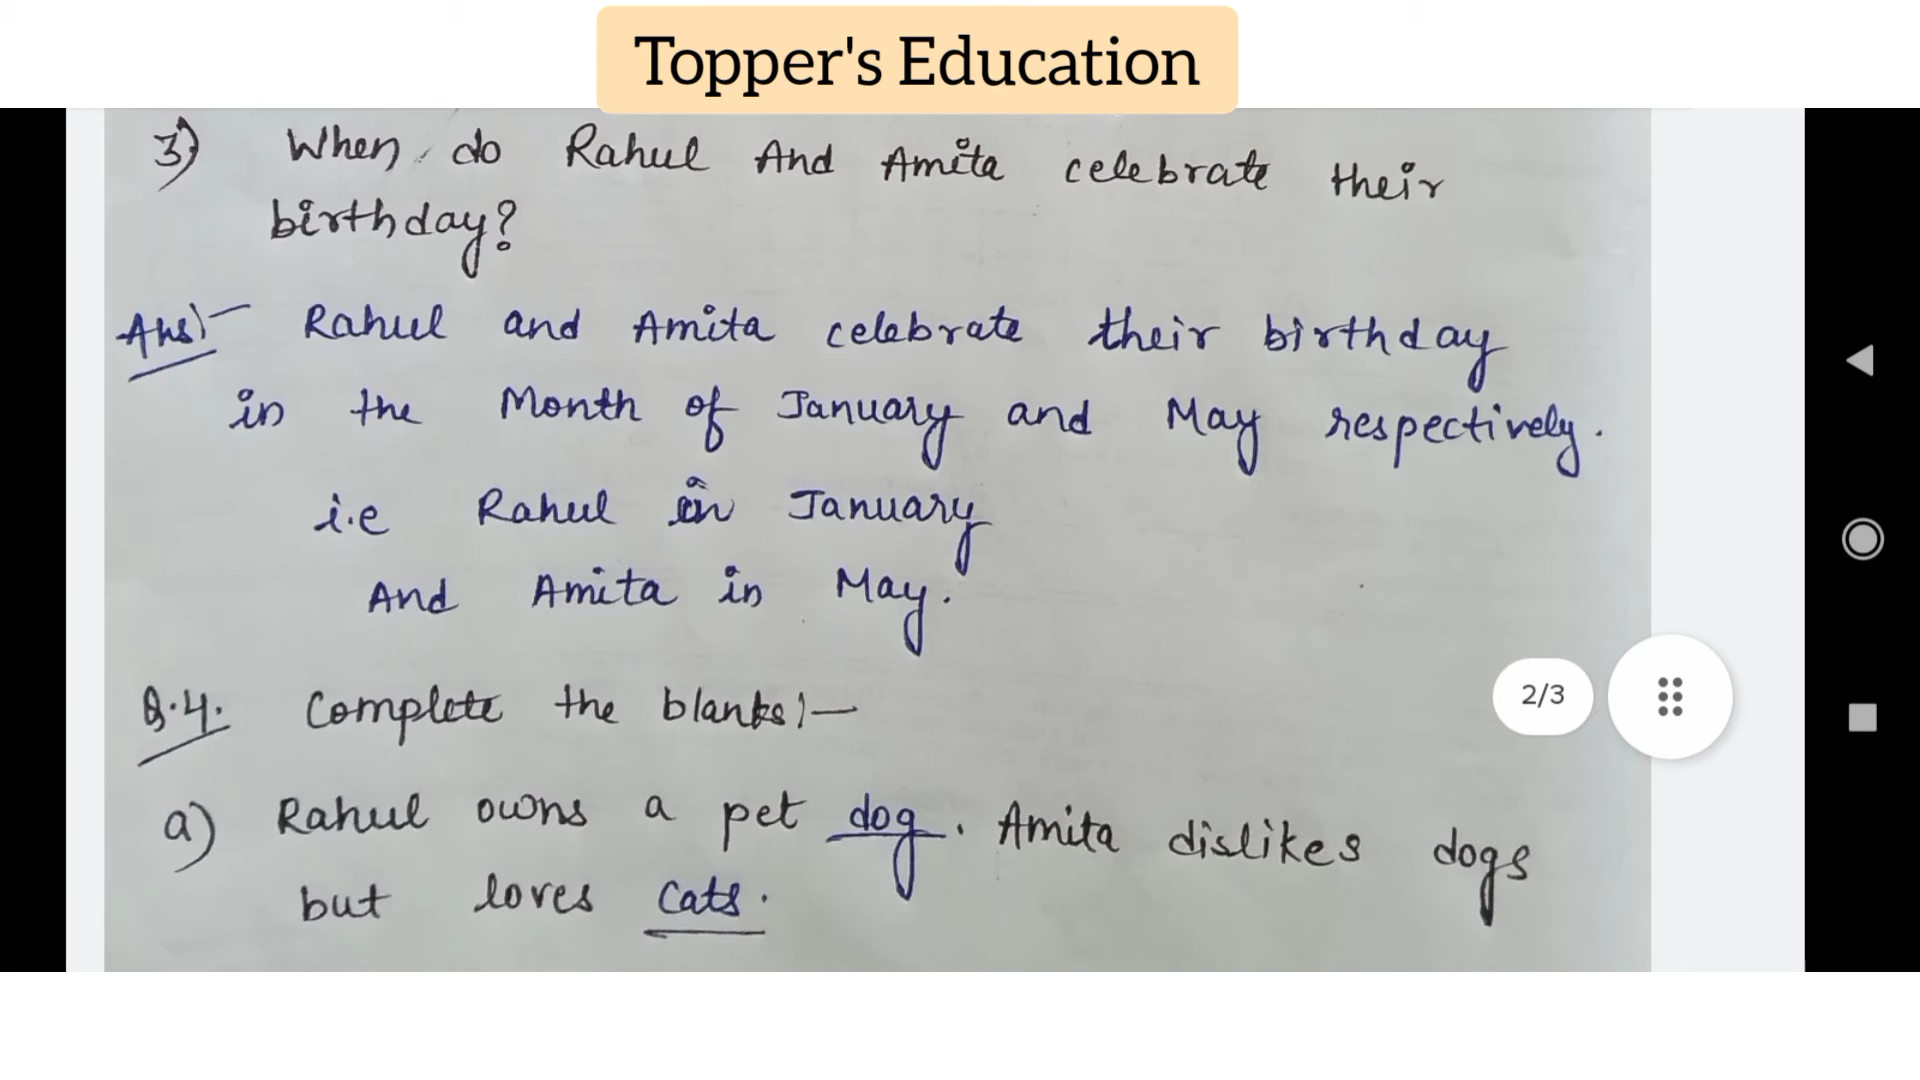 Topper's Education
3) When do Rahul And Amita celebrate their
birthday?
Ans:- Rahul and Amita celebrate their birthday
in the Month of January and May respectively.
i.e Rahul in January
And Amita in May.
Q.4. Complete the blanks:-
2/3
a) Rahul owns a pet dog. Amita dislikes dogs
but loves cats.